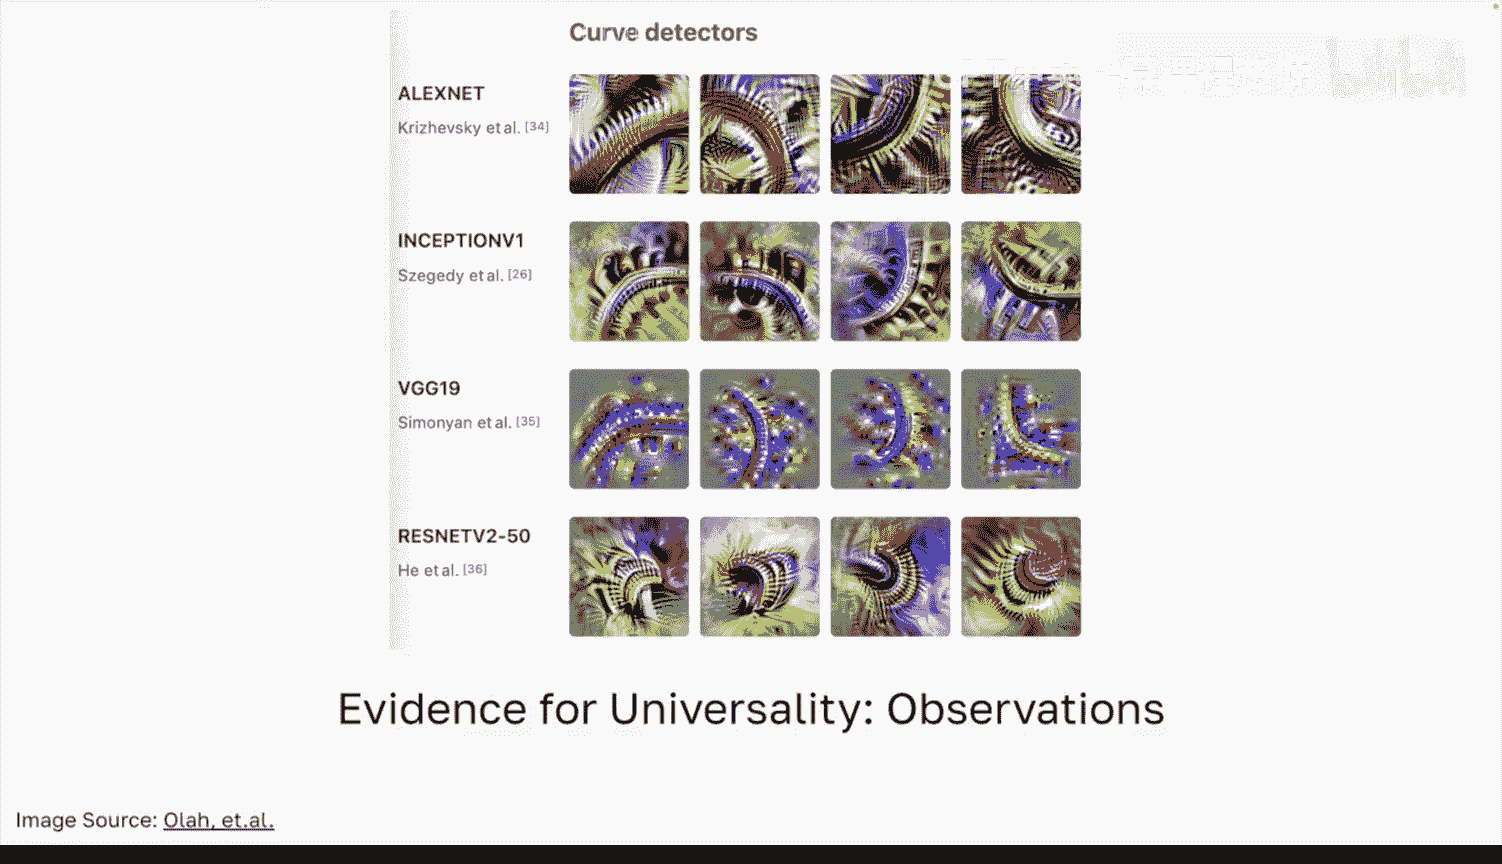 Curve detectors
ALEXNET
Krizhevsky et al. [34]
INCEPTIONV1
Szegedy et al. [26]
VGG19
Simonyan et al. [35]
RESNETV2-50
He et al. [36]
Evidence for Universality: Observations
Image Source: Olah, et.al.